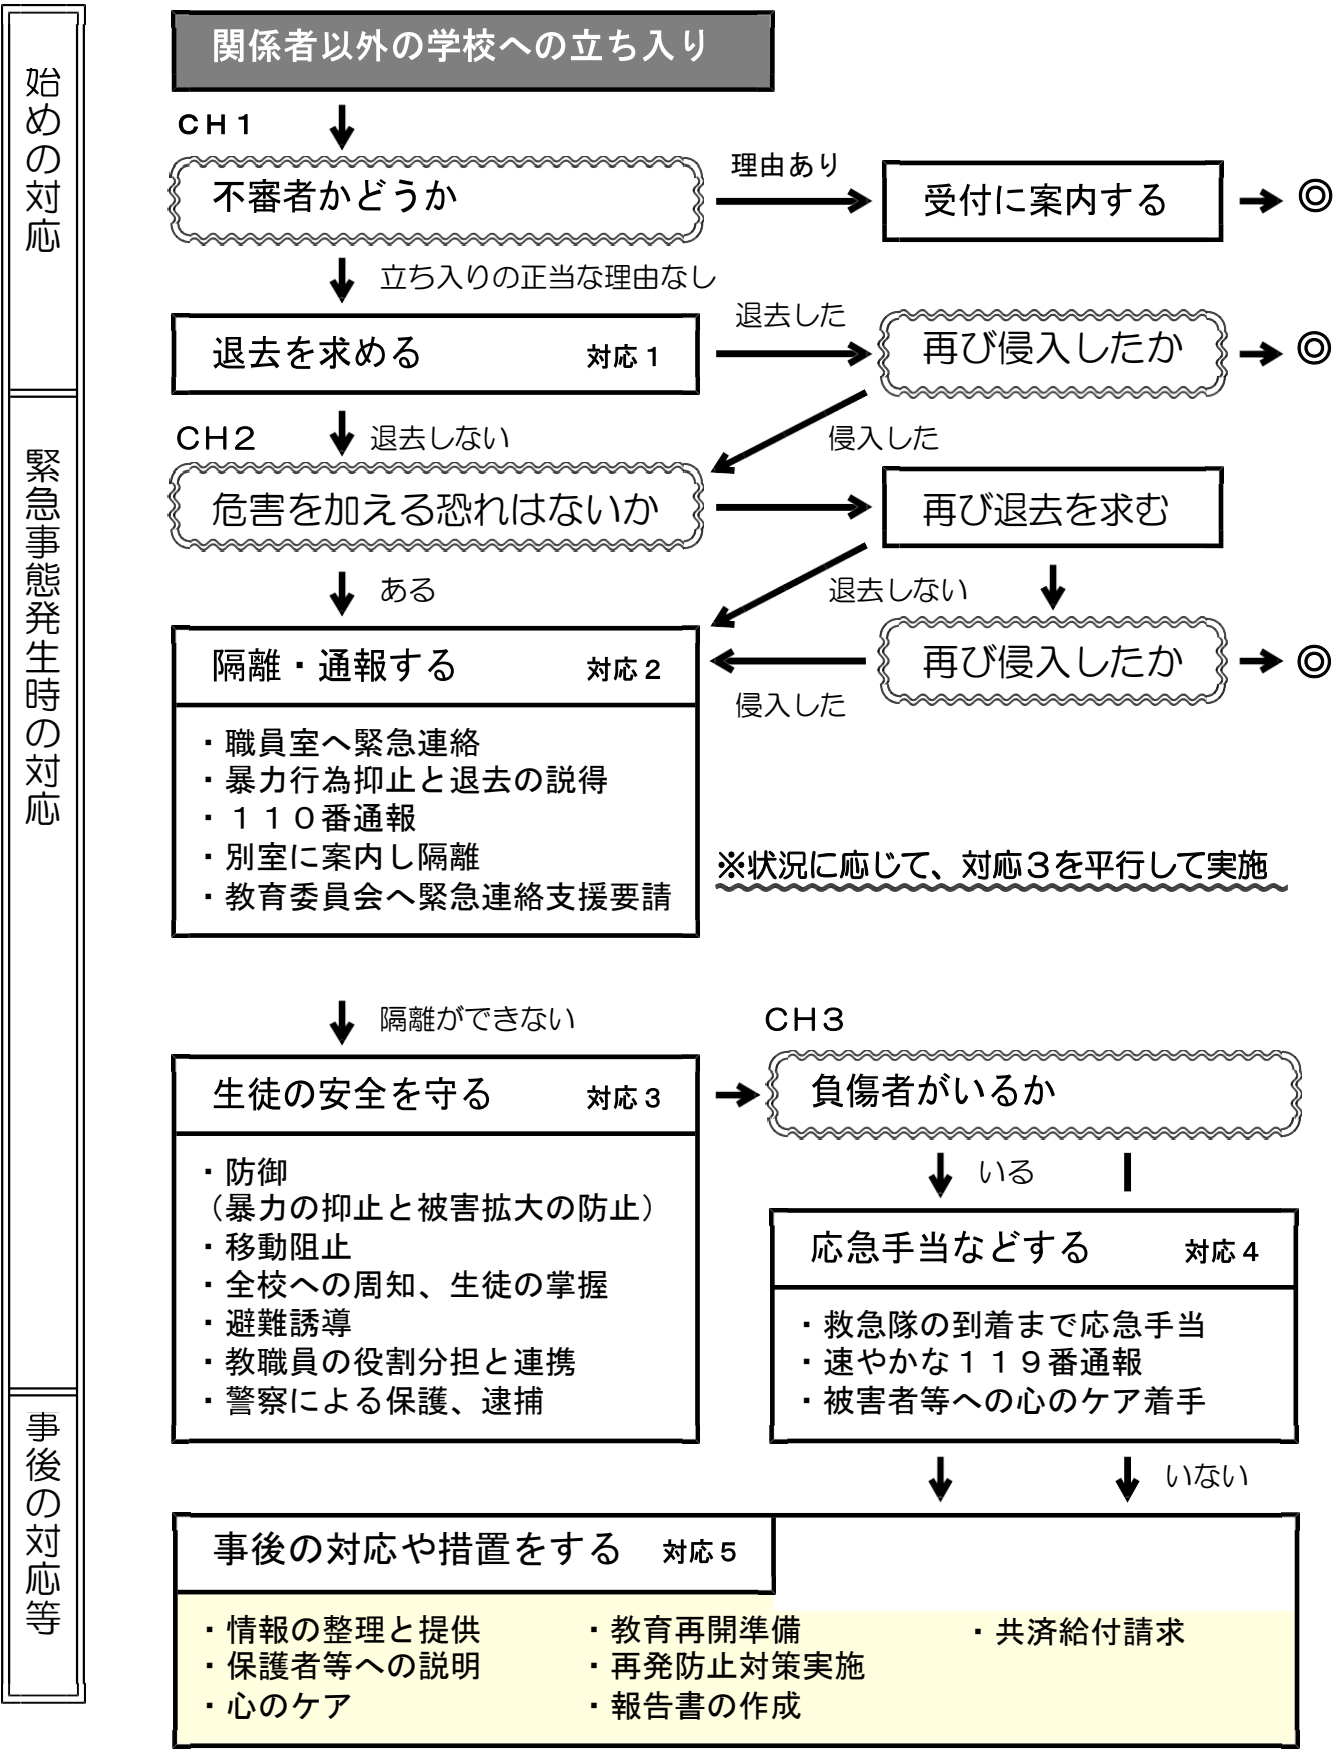 始めの対応
関係者以外の学校への立ち入り
ＣＨ１
不審者かどうか
理由あり
受付に案内する
◎
立ち入りの正当な理由なし
退去を求める 対応１
退去した
再び侵入したか
◎
緊急事態発生時の対応
ＣＨ２
退去しない
侵入した
危害を加える恐れはないか
再び退去を求む
ある
退去しない
隔離・通報する 対応２
再び侵入したか
◎
侵入した
・職員室へ緊急連絡
・暴力行為抑止と退去の説得
・１１０番通報
・別室に案内し隔離
・教育委員会へ緊急連絡支援要請
※状況に応じて、対応３を平行して実施
隔離ができない
ＣＨ３
生徒の安全を守る 対応３
負傷者がいるか
・防御
（暴力の抑止と被害拡大の防止）
・移動阻止
・全校への周知、生徒の掌握
・避難誘導
・教職員の役割分担と連携
・警察による保護、逮捕
いる
応急手当などする 対応４
・救急隊の到着まで応急手当
・速やかな１１９番通報
・被害者等への心のケア着手
いない
事後の対応等
事後の対応や措置をする 対応５
・情報の整理と提供
・保護者等への説明
・心のケア
・教育再開準備
・再発防止対策実施
・報告書の作成
・共済給付請求